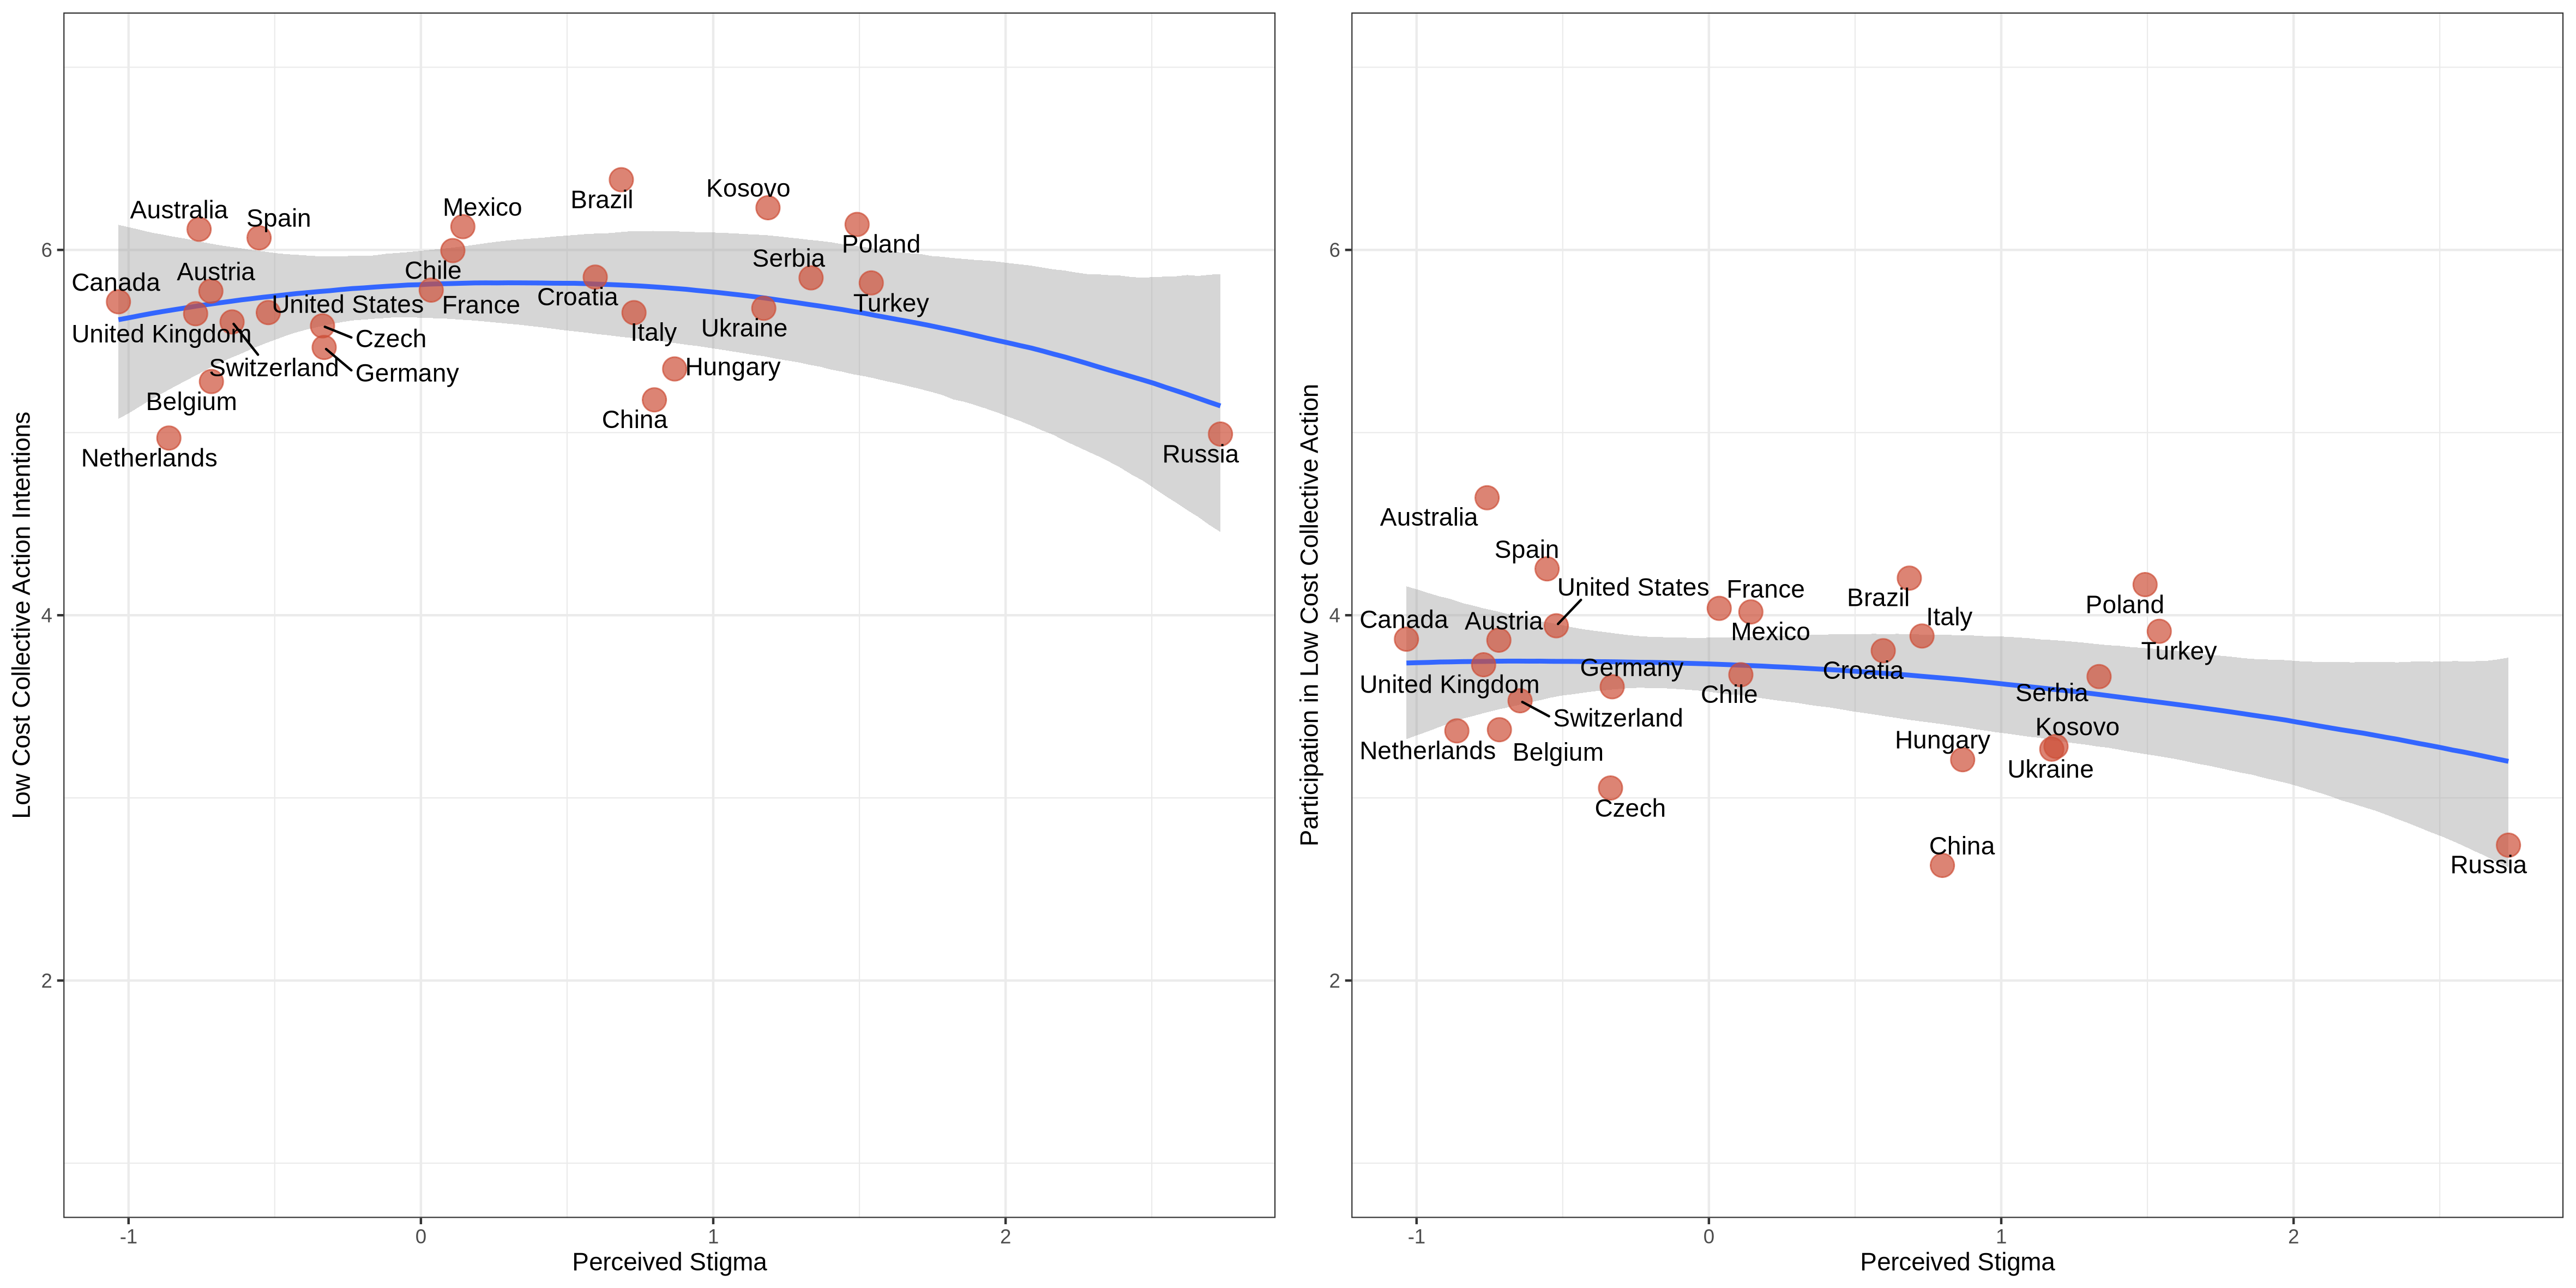 Low Cost Collective Action Intentions
6
4
2
Australia
Spain
Mexico
Brazil
Kosovo
Poland
Canada
Austria
Chile
Serbia
United States
France
Croatia
Turkey
United Kingdom
Czech
Italy
Ukraine
Switzerland
Germany
Hungary
Belgium
China
Netherlands
Russia
-1
0
1
2
Perceived Stigma
Participation in Low Cost Collective Action
6
4
2
Australia
Spain
United States
France
Brazil
Poland
Canada
Austria
Mexico
Italy
Turkey
Germany
Croatia
United Kingdom
Chile
Serbia
Switzerland
Kosovo
Netherlands
Belgium
Hungary
Ukraine
Czech
China
Russia
-1
0
1
2
Perceived Stigma